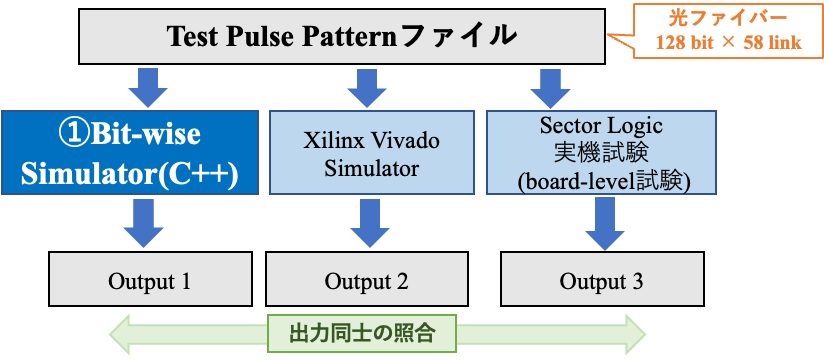 Test Pulse Patternファイル
光ファイバー
128 bit × 58 link
①Bit-wise
Simulator(C++)
Xilinx Vivado
Simulator
Sector Logic
実機試験
(board-level試験)
Output 1
Output 2
Output 3
出力同士の照合